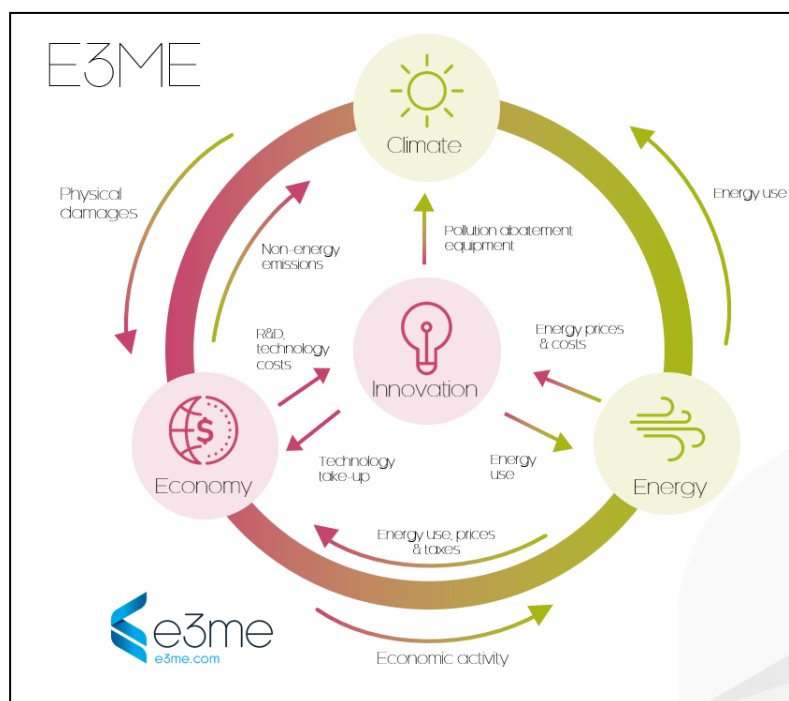 E3ME
Climate
Physical
damages
Energy use
Non-energy
emissions
Pollution abatement
equipment
R&D,
technology
costs
Energy prices
& costs
Innovation
$
Economy
Technology
take-up
Energy
use
Energy
Energy use, prices
& taxes
e3me
e3me.com
Economic activity